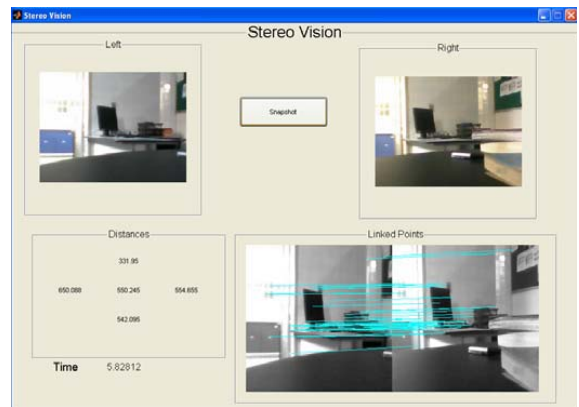 Stereo Vision
Stereo Vision
Left
Right
Snapshot
Distances
331.95
650.088 550.245 554.655
542.095
Linked Points
Time 5.82812